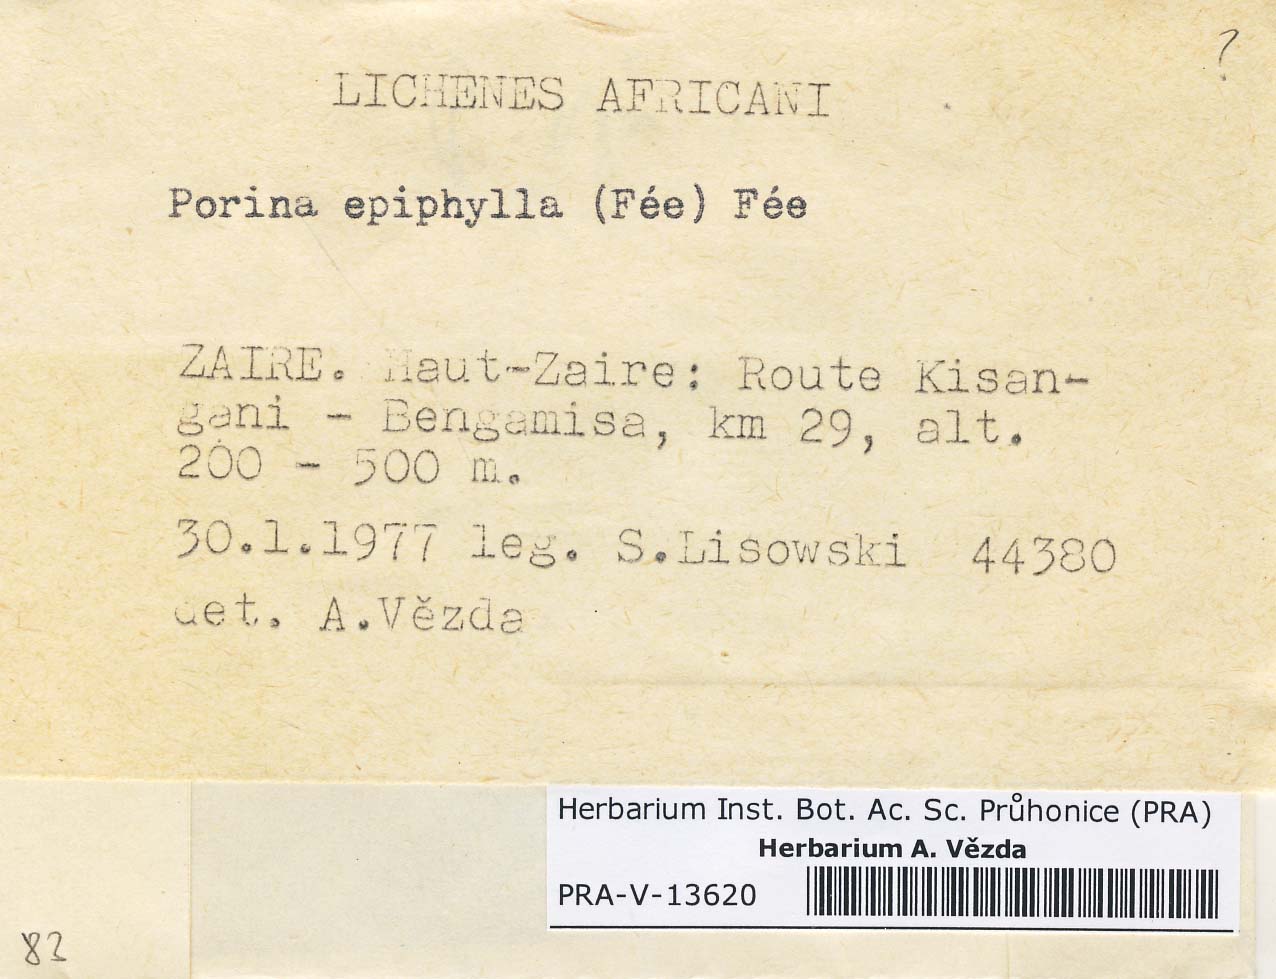 ?
LICHENES AFRICANI
Porina epiphylla (Fée) Fée
ZAIRE. Haut-Zaire: Route Kisan-
gani - Bengamisa, km 29, alt.
200 - 500 m.
30.1.1977 leg. S.Lisowski 44380
det. A.Vězda
Herbarium Inst. Bot. Ac. Sc. Průhonice (PRA)
Herbarium A. Vězda
PRA-V-13620